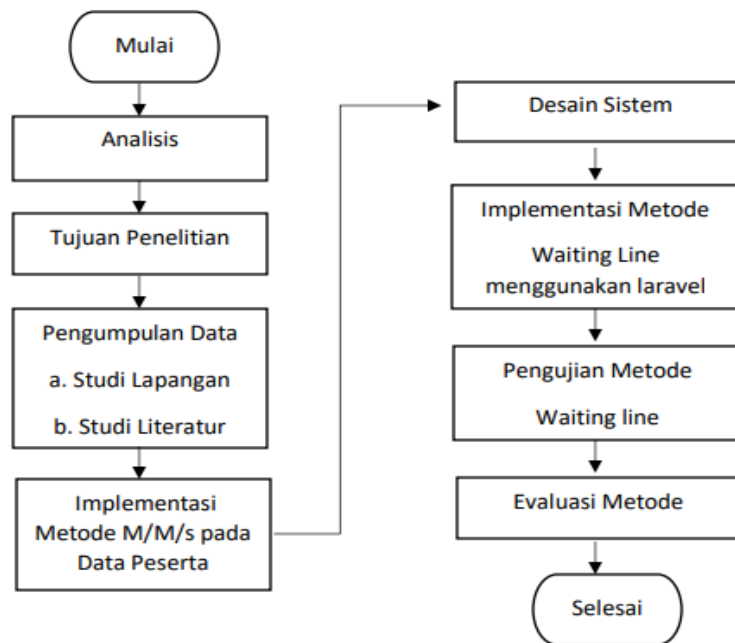 Mulai
Analisis
Tujuan Penelitian
Pengumpulan Data
a. Studi Lapangan
b. Studi Literatur
Implementasi
Metode M/M/s pada
Data Peserta
Desain Sistem
Implementasi Metode
Waiting Line
menggunakan laravel
Pengujian Metode
Waiting line
Evaluasi Metode
Selesai